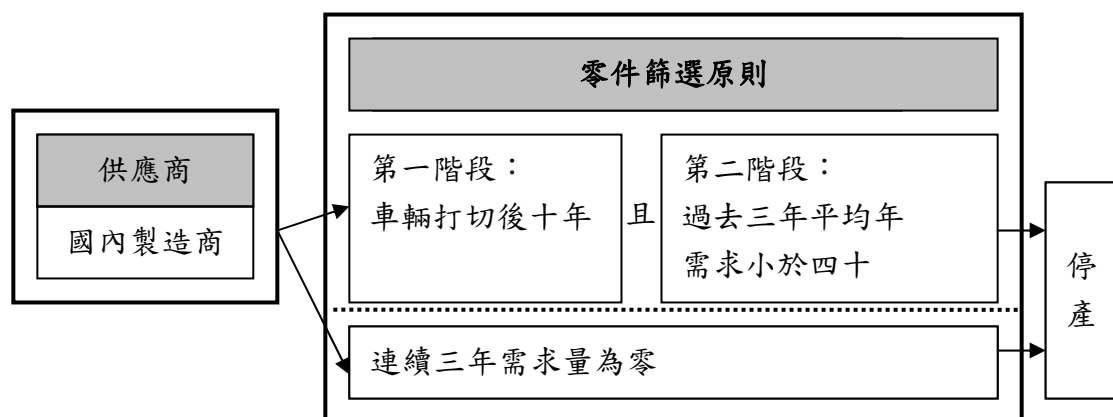 零件篩選原則
供應商
國內製造商
第一階段：
車輛打切後十年
且
第二階段：
過去三年平均年
需求小於四十
連續三年需求量為零
停
產